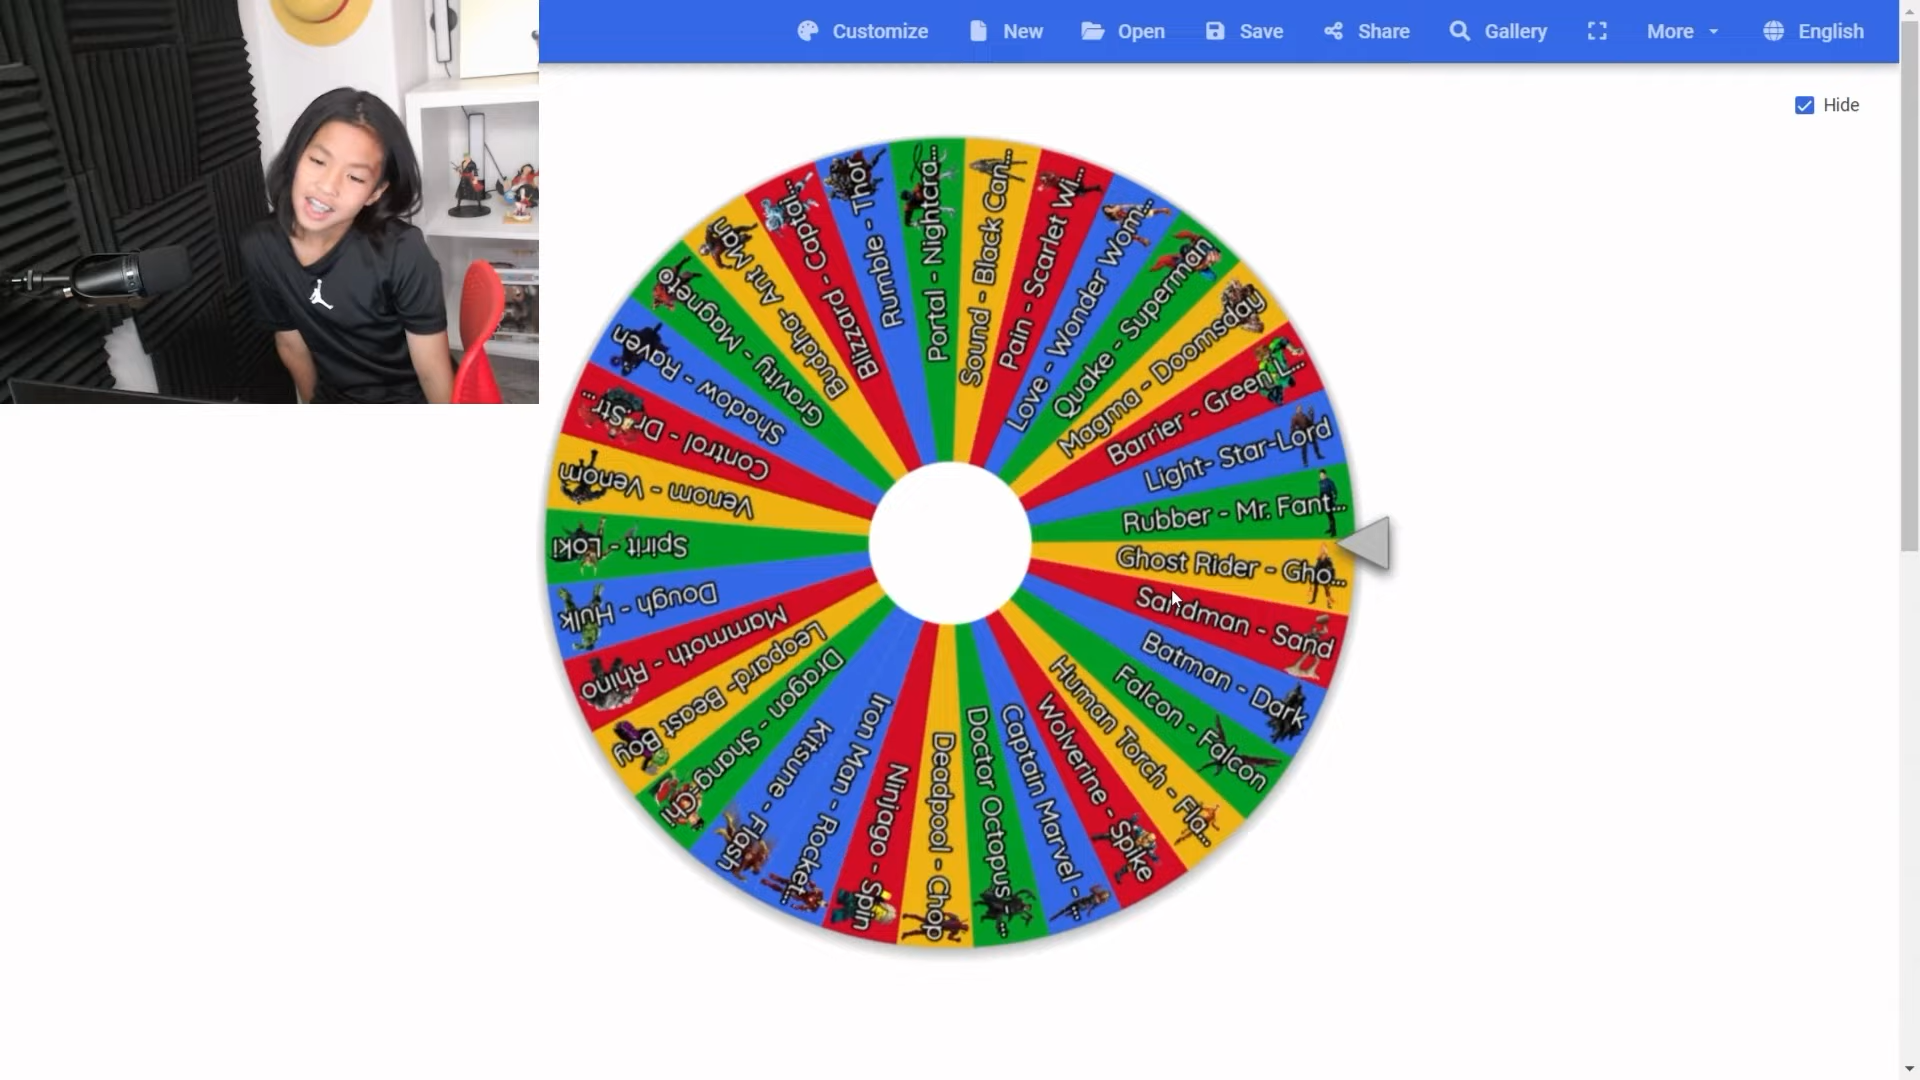 Customize
New
Open
Save
Share
Gallery
More
English
Hide
Portal - Nightcra...
Sound - Black Can...
Pain - Scarlet Wi...
Love - Wonder Wom...
Quake - Superman
Magma - Doomsday
Barrier - Green L...
Light- Star-Lord
Rubber - Mr. Fant...
Ghost Rider - Gho...
Sandman - Sand
Batman - Dark
Falcon - Falcon
Human Torch - Fla...
Wolverine - Spike
Captain Marvel - ...
Doctor Octopus - ...
Deadpool - Chop
Ninjago - Spin
Iron Man - Rocket...
Kitsune - Flash
Dragon - Shang-Chi
Leopard- Beast Boy
Mammoth - Rhino
Dough - Hulk
Spirit - Loki
Venom - Venom
Control - Dr Str...
Shadow - Raven
Gravity - Magneto
Buddha- Ant Man
Blizzard - Captai...
Rumble - Thor